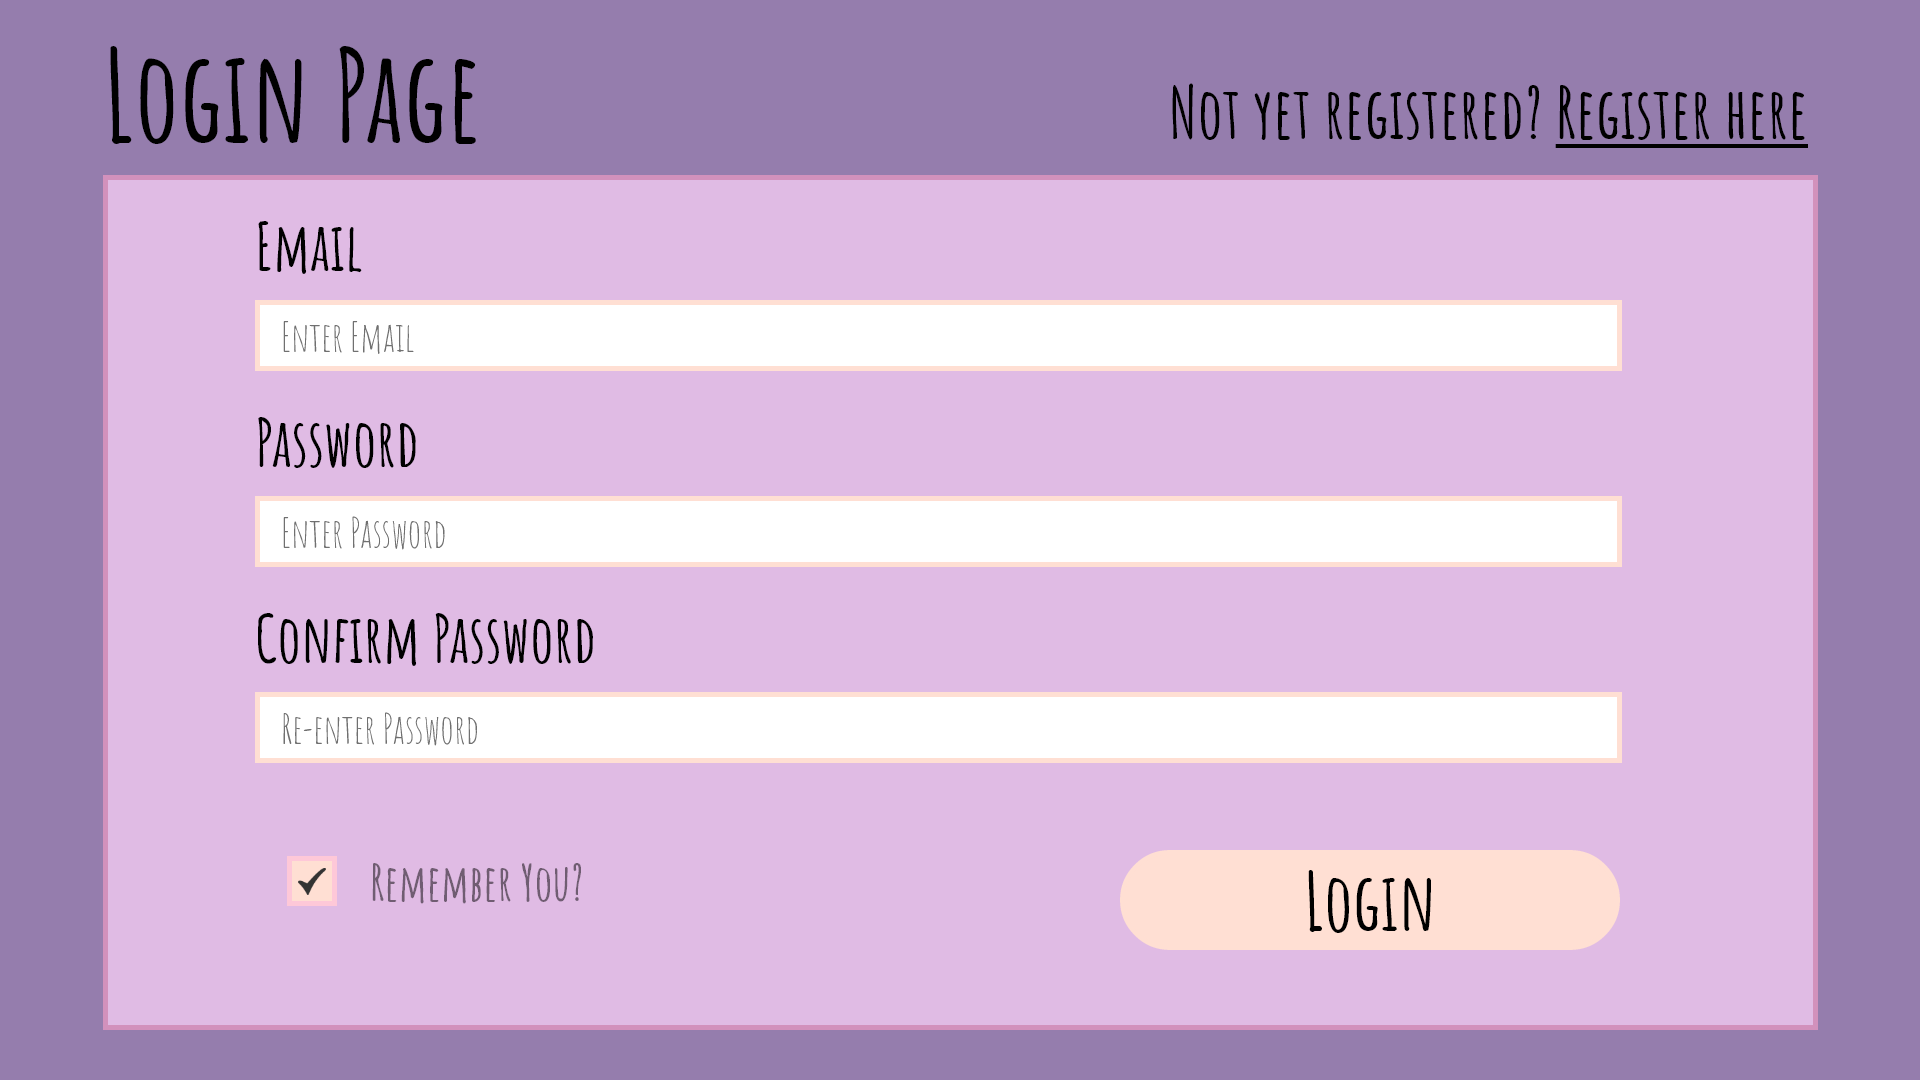 Login Page
Not yet registered? Register here
Email
Enter Email
Password
Enter Password
Confirm Password
Re-enter Password
Remember You?
Login